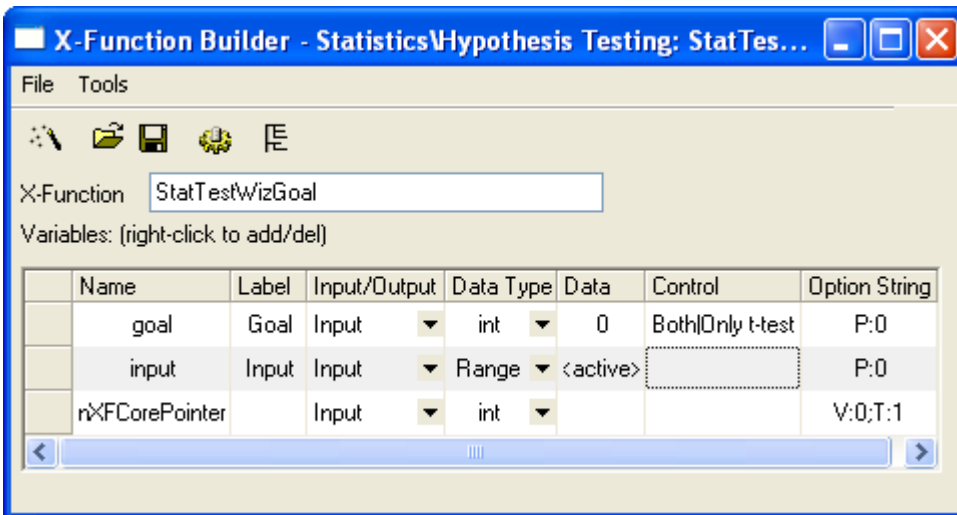 X-Function Builder - Statistics\Hypothesis Testing: StatTes...
File Tools
X-Function StatTestWizGoal
Variables: (right-click to add/del)
Name Label Input/Output Data Type Data Control Option String
goal Goal Input int 0 Both|Only t-test P:0
input Input Input Range <active> P:0
nXFCorePointer Input int V:0;T:1